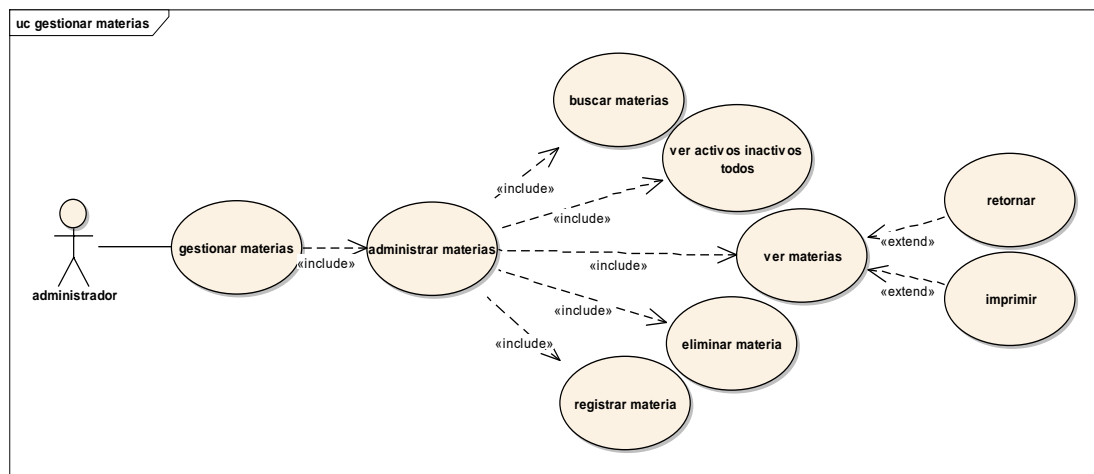 uc gestionar materias
buscar materias
ver activos inactivos
todos
«include»
«include»
retornar
gestionar materias
administrar materias
«include»
«include»
ver materias
«extend»
«extend»
administrador
imprimir
«include»
«include»
eliminar materia
registrar materia